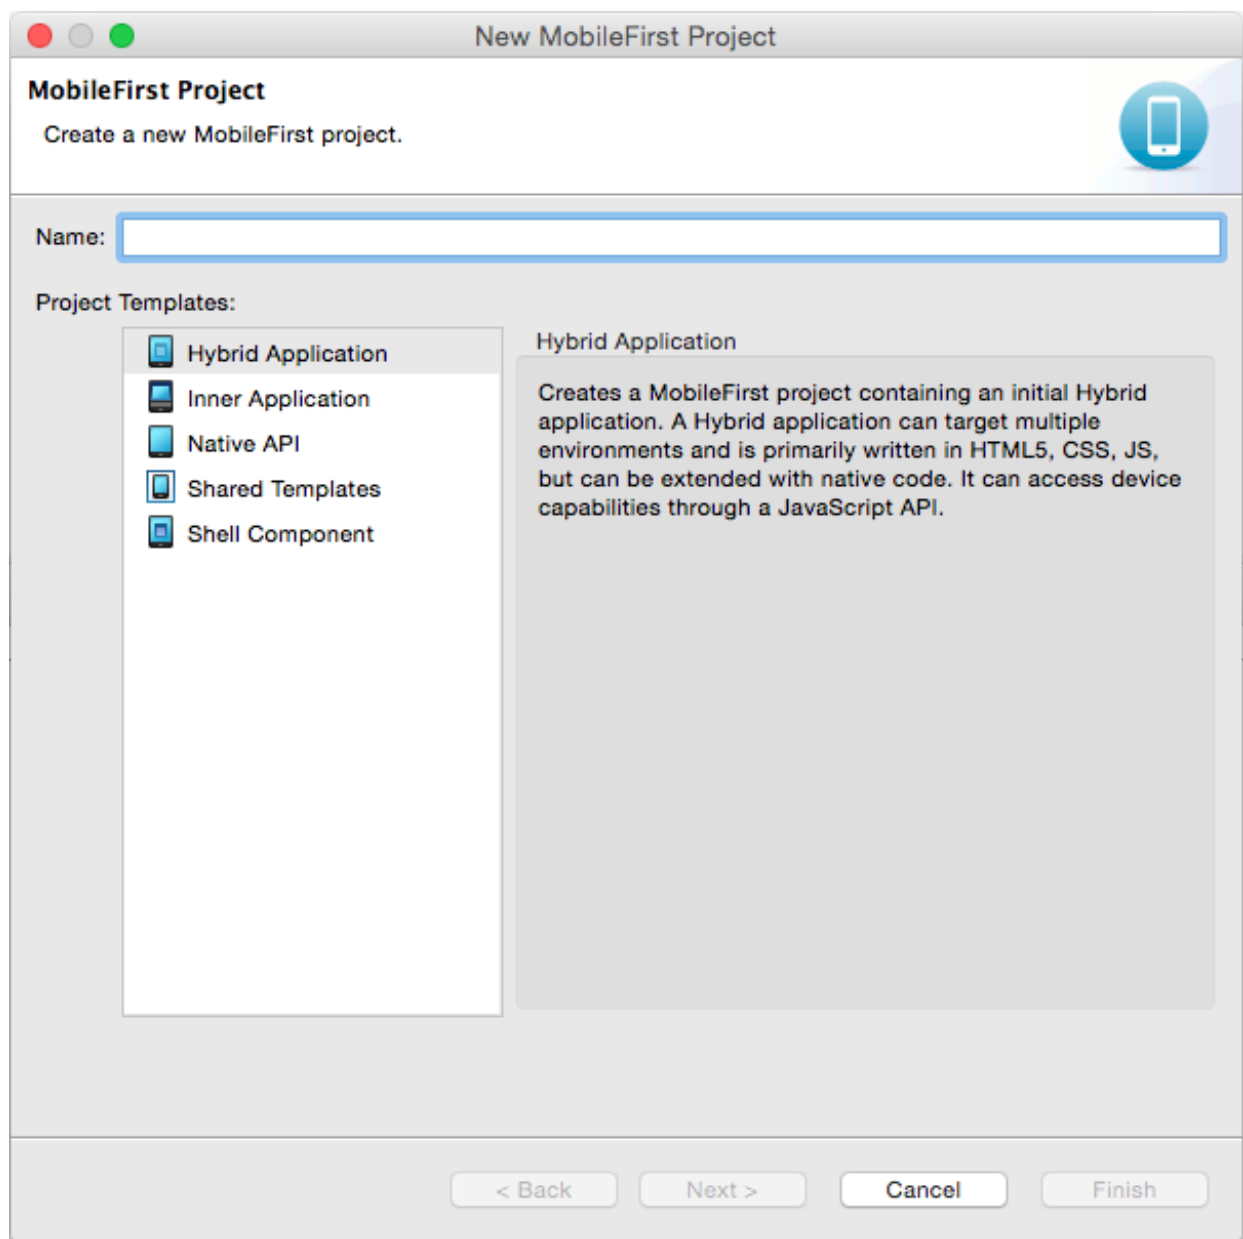 New MobileFirst Project
MobileFirst Project
Create a new MobileFirst project.
Name:
Project Templates:
Hybrid Application
Inner Application
Native API
Shared Templates
Shell Component
Hybrid Application
Creates a MobileFirst project containing an initial Hybrid
application. A Hybrid application can target multiple
environments and is primarily written in HTML5, CSS, JS,
but can be extended with native code. It can access device
capabilities through a JavaScript API.
< Back
Next >
Cancel
Finish